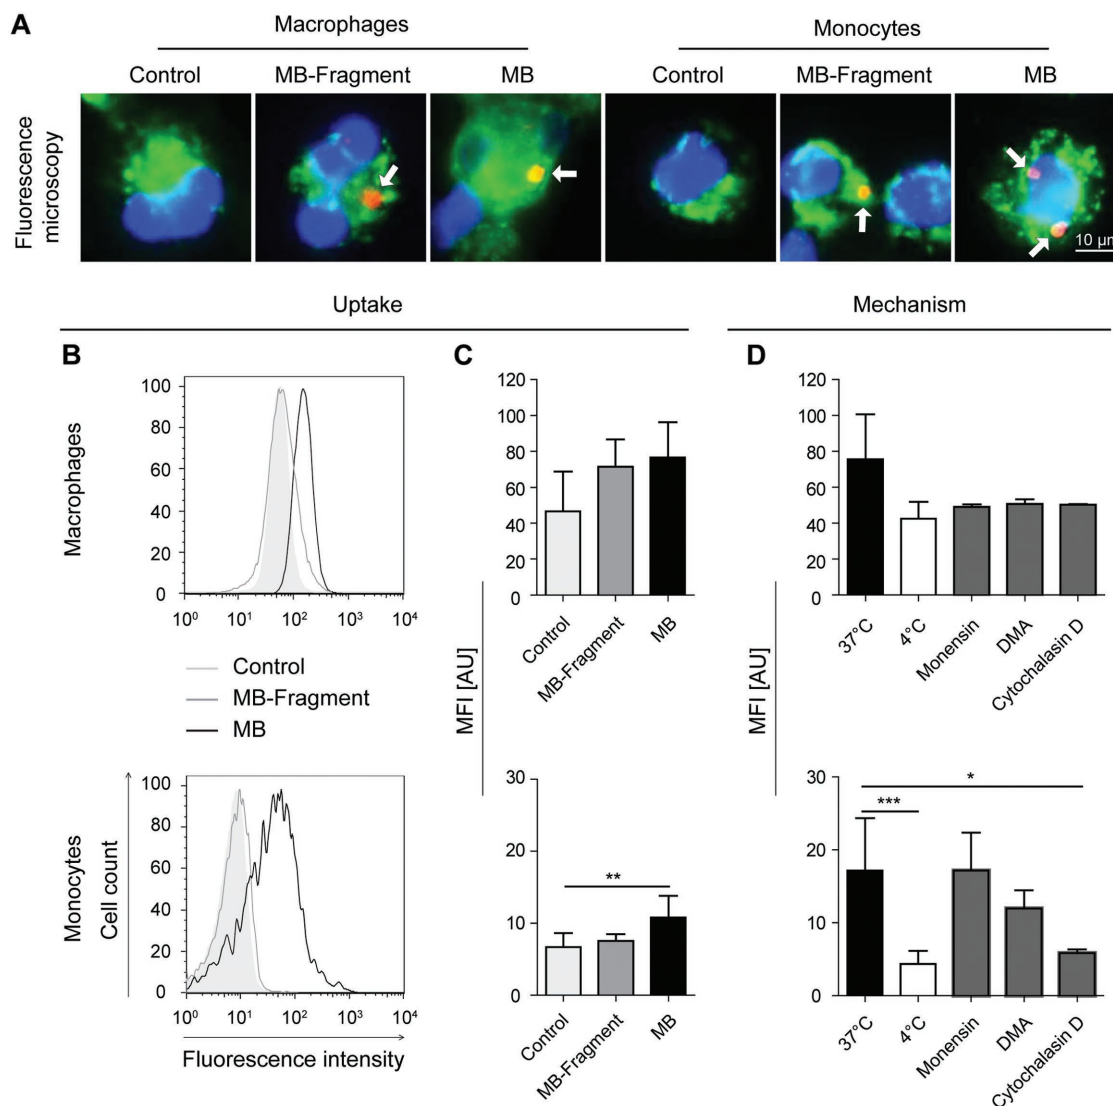 A
Macrophages
Monocytes
Control
MB-Fragment
MB
Control
MB-Fragment
MB
Fluorescence
microscopy
10 µm
Uptake
Mechanism
B
C
D
Macrophages
100
80
60
40
20
0
10⁰ 10¹ 10² 10³ 10⁴
Control
MB-Fragment
MB
Monocytes
Cell count
100
80
60
40
20
0
10⁰ 10¹ 10² 10³ 10⁴
Fluorescence intensity
MFI [AU]
120
100
80
60
40
20
0
Control
MB-Fragment
MB
30
20
10
0
**
Control
MB-Fragment
MB
MFI [AU]
120
100
80
60
40
20
0
37°C
4°C
Monensin
DMA
Cytochalasin D
30
20
10
0
*
***
37°C
4°C
Monensin
DMA
Cytochalasin D